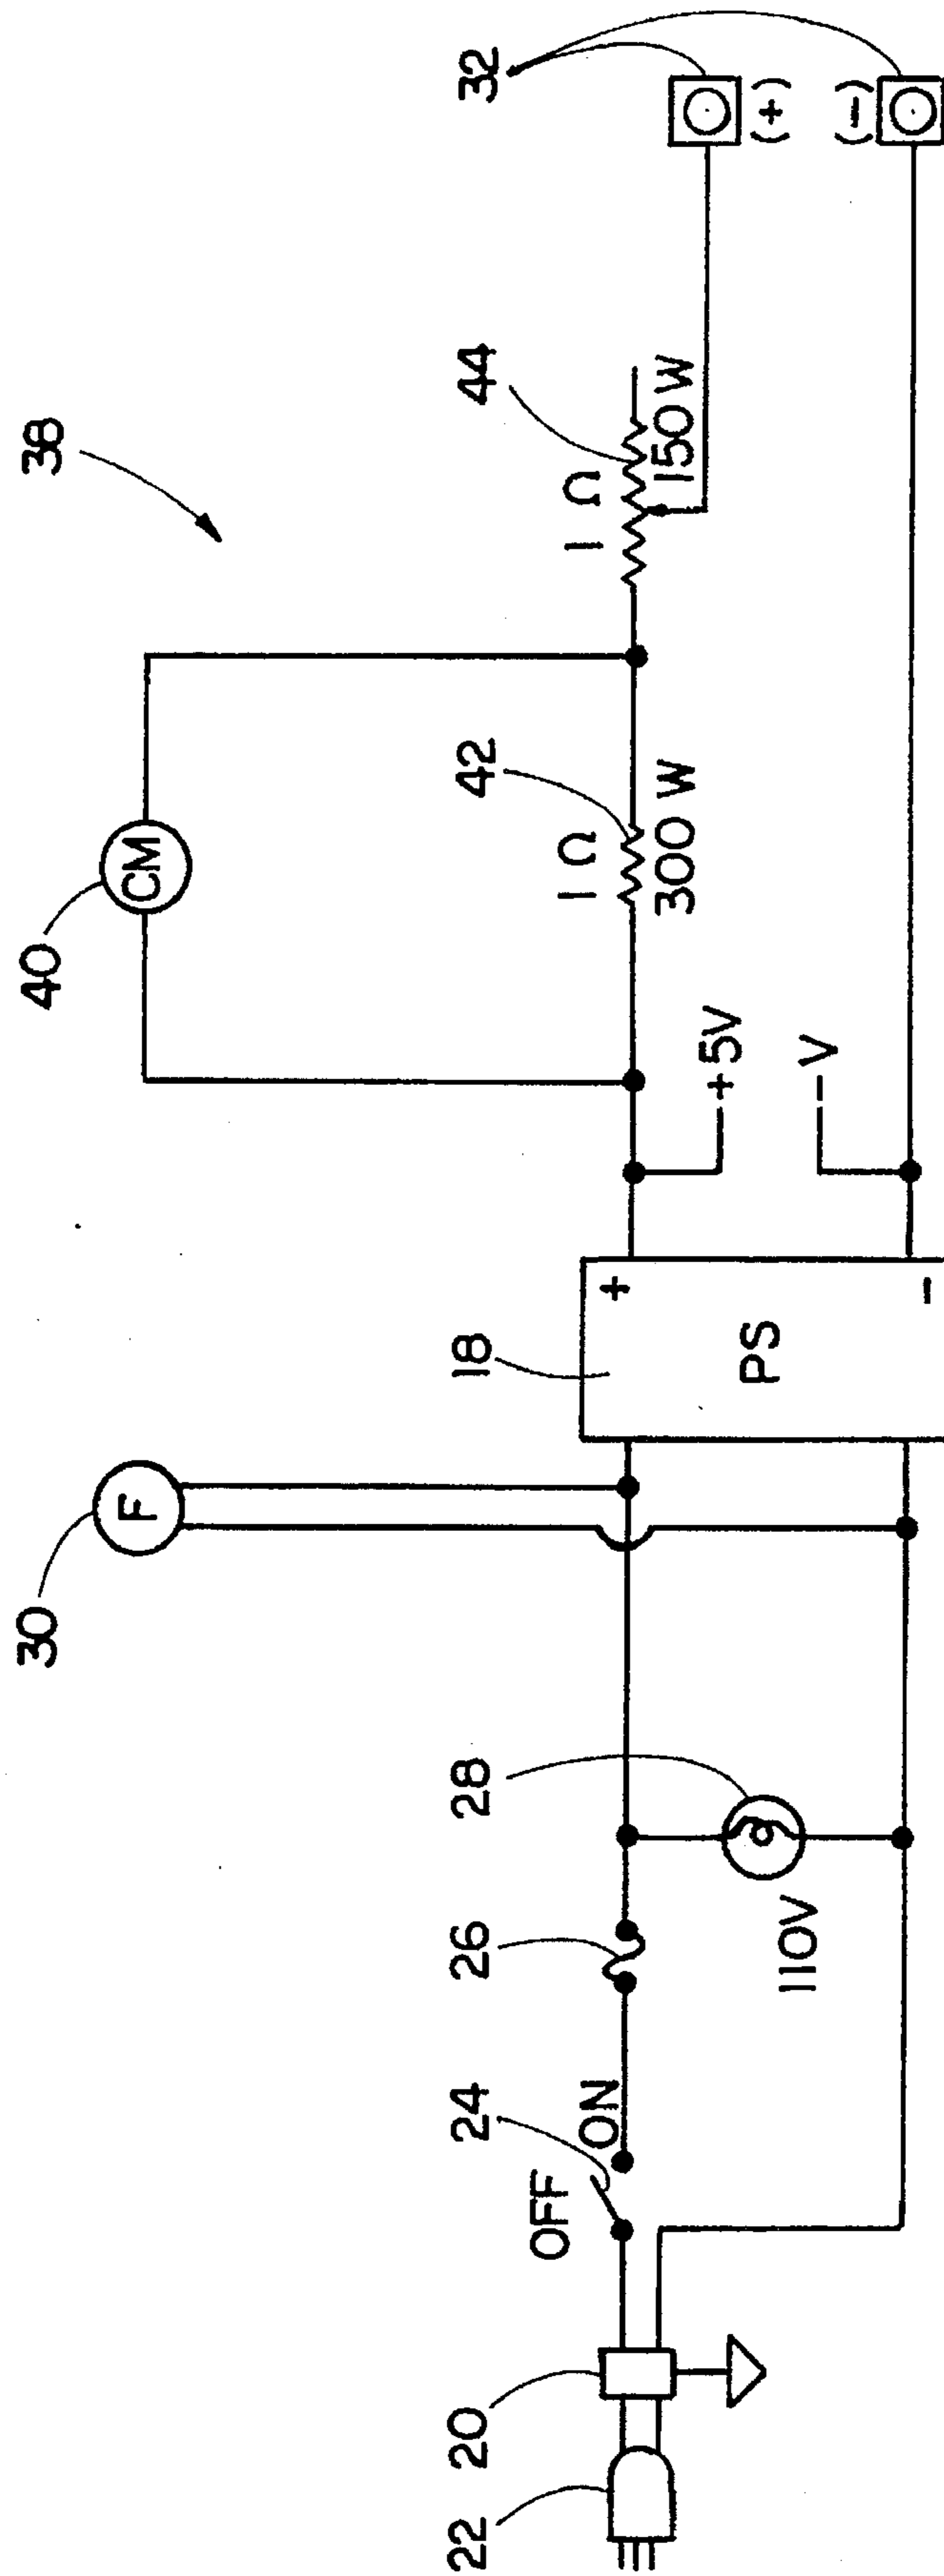 38
40
CM
30
F
32
44
1 Ω
150 W
(+)
(-)
42
1 Ω
300 W
+5V
-V
18
+
PS
-
28
110V
26
24
OFF
ON
20
22